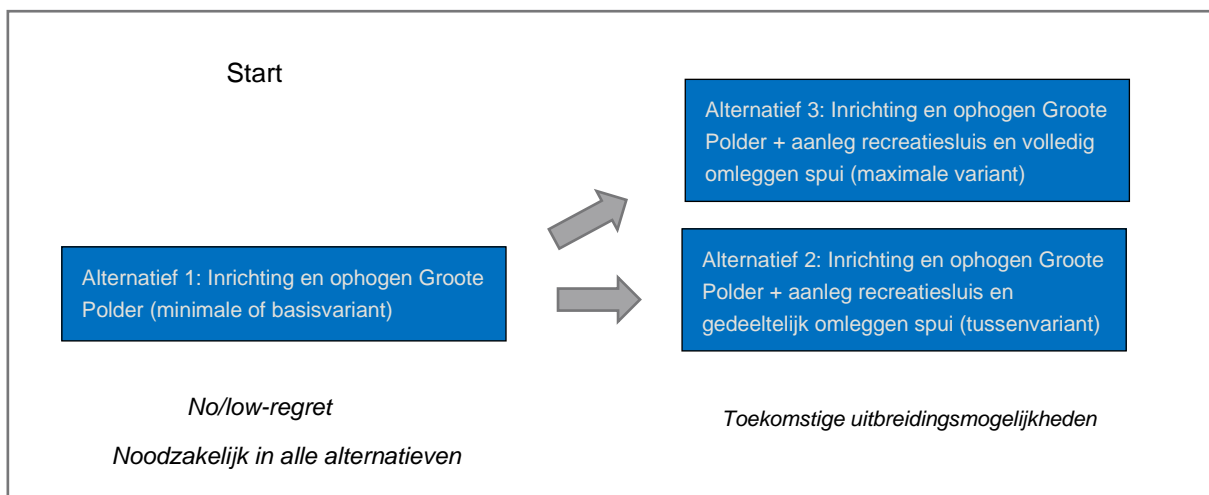 Start
Alternatief 3: Inrichting en ophogen Groote
Polder + aanleg recreatiesluis en volledig
omleggen spui (maximale variant)
Alternatief 1: Inrichting en ophogen Groote
Polder (minimale of basisvariant)
Alternatief 2: Inrichting en ophogen Groote
Polder + aanleg recreatiesluis en
gedeeltelijk omleggen spui (tussenvariant)
No/low-regret
Noodzakelijk in alle alternatieven
Toekomstige uitbreidingsmogelijkheden